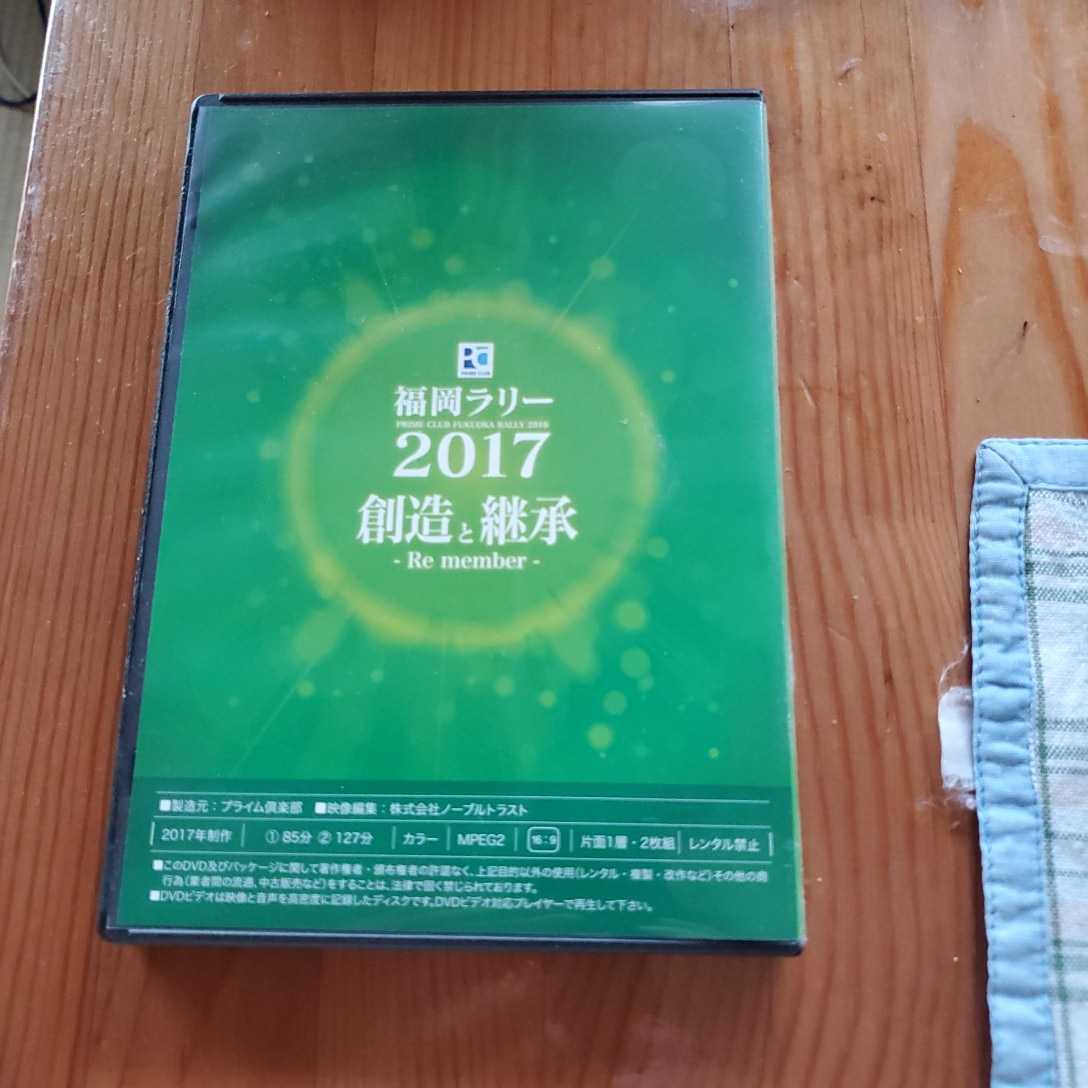 PC
PRIME CLUB
福岡ラリー
PRIME CLUB FUKUOKA RALLY 2010
2017
創造と継承
- Re member -
■製造元：プライム倶楽部 ■映像編集：株式会社ノーブルトラスト
2017年制作 ① 85分 ② 127分 カラー MPEG2 16:9 片面1層・2枚組 レンタル禁止
■このDVD及びパッケージに関して著作権者・頒布権者の許諾なく、上記目的以外の使用(レンタル・複製・改作など)その他の商
行為(業者間の流通、中古販売など)をすることは、法律で固く禁じられております。
■DVDビデオは映像と音声を高密度に記録したディスクです。DVDビデオ対応プレイヤーで再生して下さい。